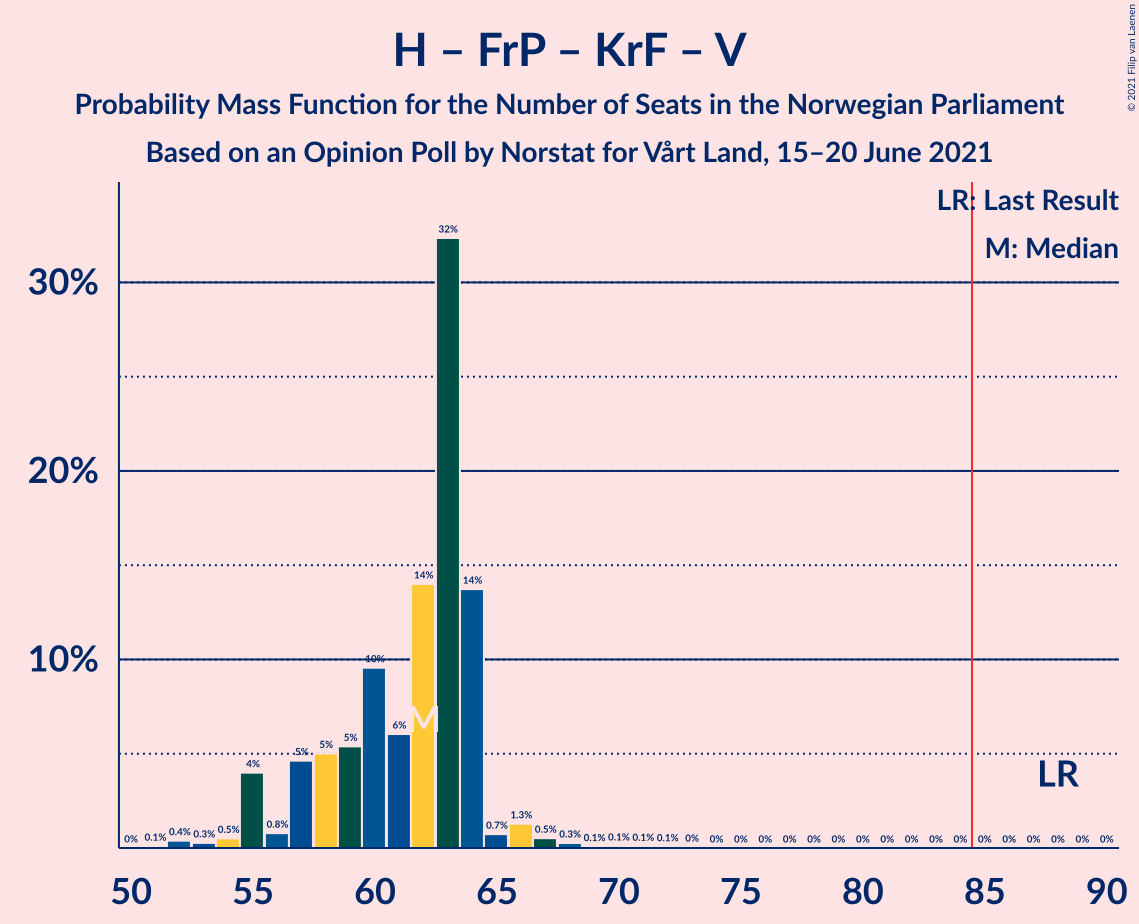 H – FrP – KrF – V
Probability Mass Function for the Number of Seats in the Norwegian Parliament
Based on an Opinion Poll by Norstat for Vårt Land, 15–20 June 2021
© 2021 Filip van Laenen
LR: Last Result
M: Median
30%
20%
10%
0% 0.1% 0.4% 0.3% 0.5% 4% 0.8% 5% 5% 5% 10% 6% 14% 32% 14% 0.7% 1.3% 0.5% 0.3% 0.1% 0.1% 0.1% 0.1% 0% 0% 0% 0% 0% 0% 0% 0% 0% 0% 0% 0% 0% 0% 0% 0% 0% 0%
M
LR
50 55 60 65 70 75 80 85 90